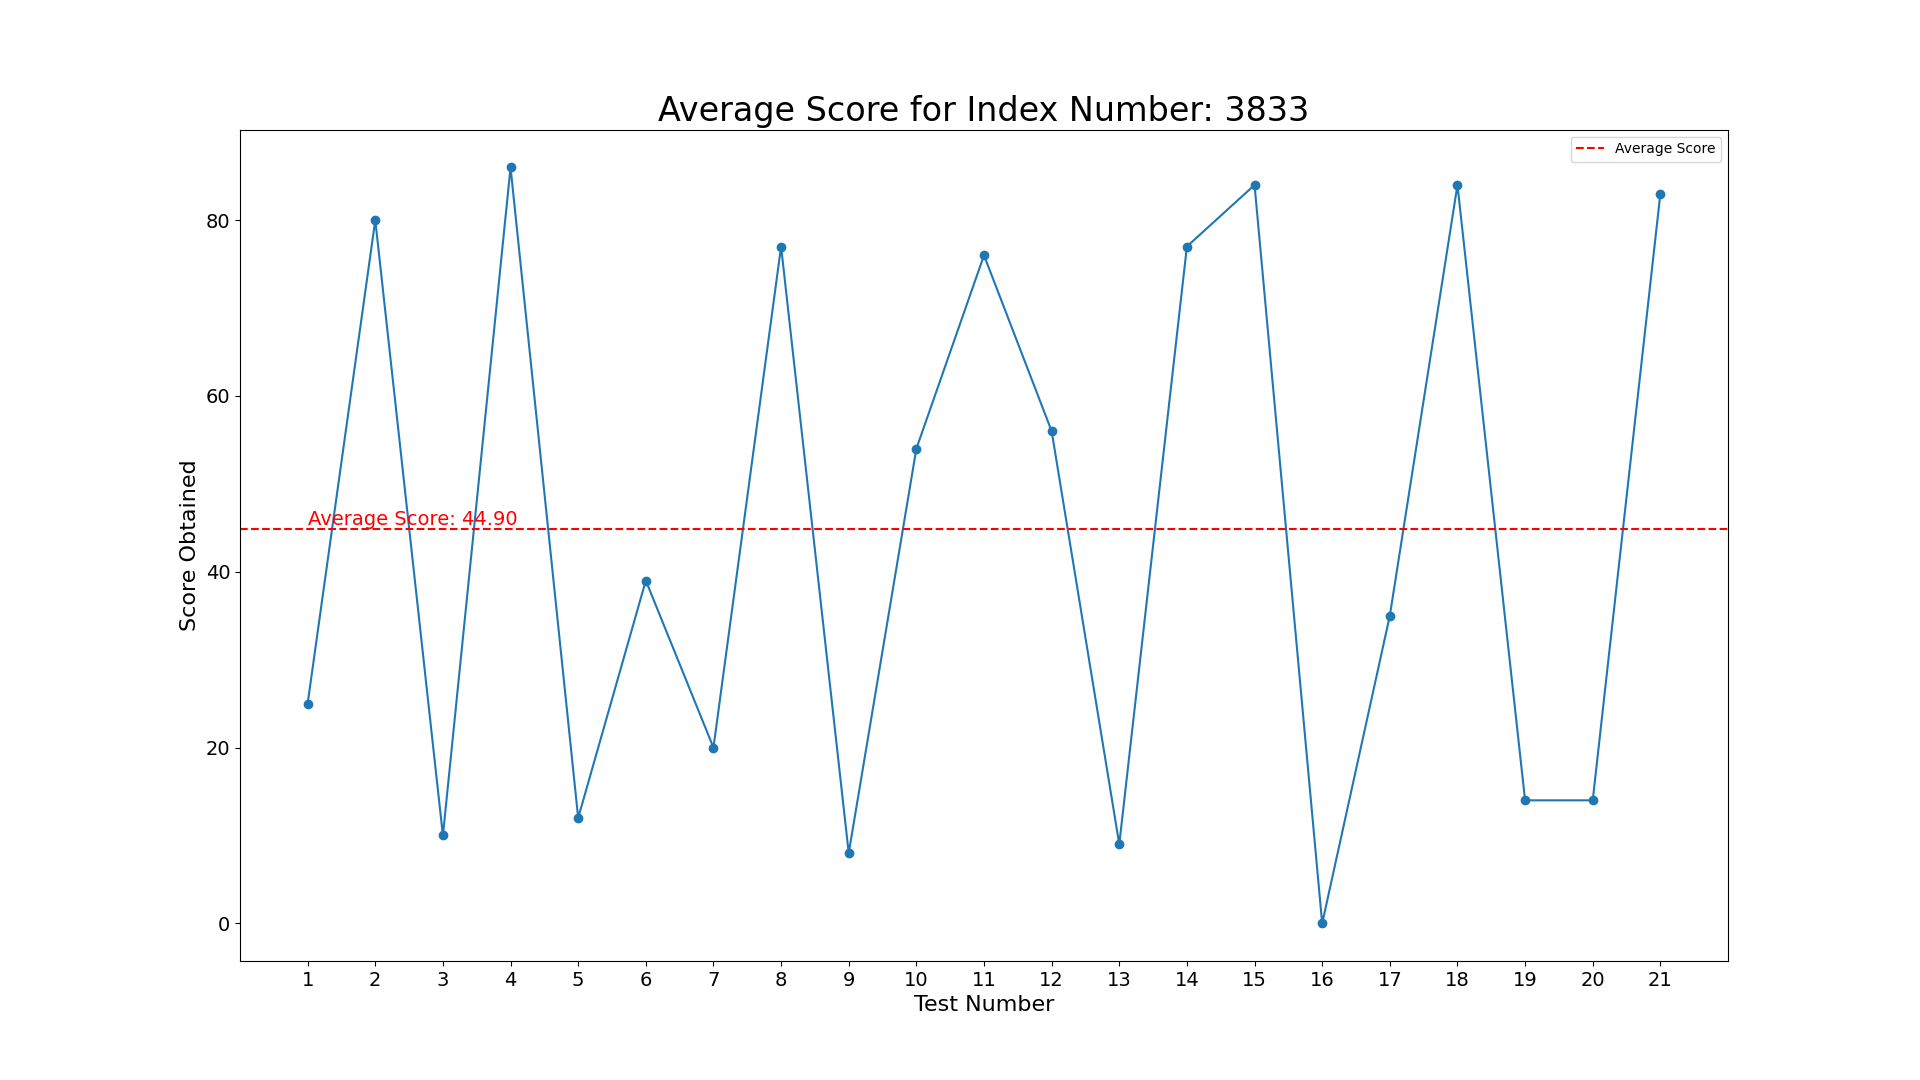 Average Score for Index Number: 3833
Average Score
80
60
40
20
0
Score Obtained
Average Score: 44.90
1 2 3 4 5 6 7 8 9 10 11 12 13 14 15 16 17 18 19 20 21
Test Number